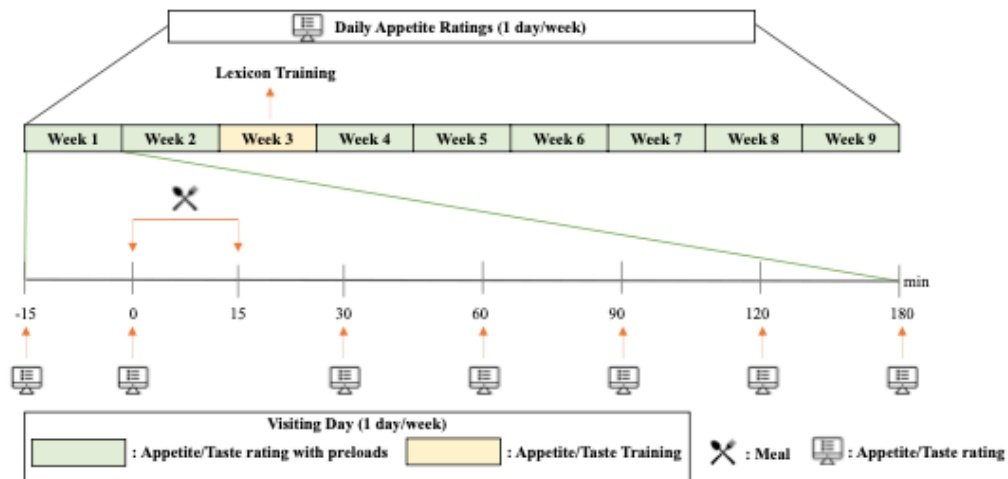 Daily Appetite Ratings (1 day/week)
Lexicon Training
Week 1 Week 2 Week 3 Week 4 Week 5 Week 6 Week 7 Week 8 Week 9
min
-15 0 15 30 60 90 120 180
Visiting Day (1 day/week)
: Appetite/Taste rating with preloads : Appetite/Taste Training : Meal : Appetite/Taste rating